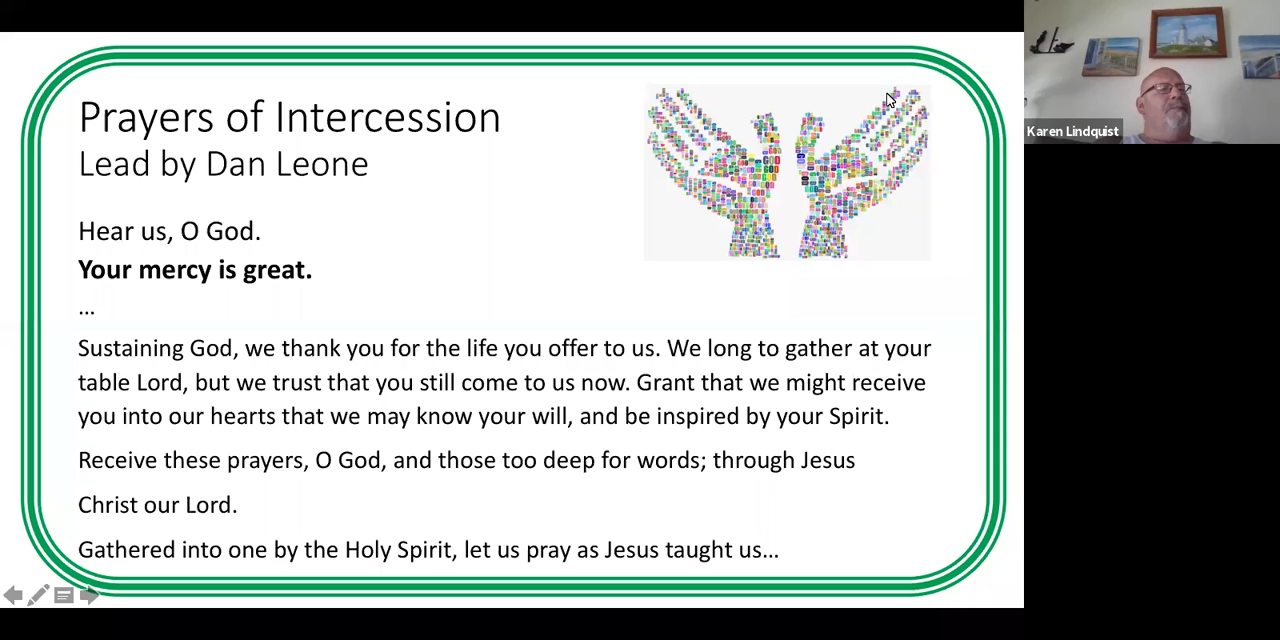 Prayers of Intercession
Lead by Dan Leone
Hear us, O God.
Your mercy is great.
…
Sustaining God, we thank you for the life you offer to us. We long to gather at your
table Lord, but we trust that you still come to us now. Grant that we might receive
you into our hearts that we may know your will, and be inspired by your Spirit.
Receive these prayers, O God, and those too deep for words; through Jesus
Christ our Lord.
Gathered into one by the Holy Spirit, let us pray as Jesus taught us…
GOD
Karen Lindquist